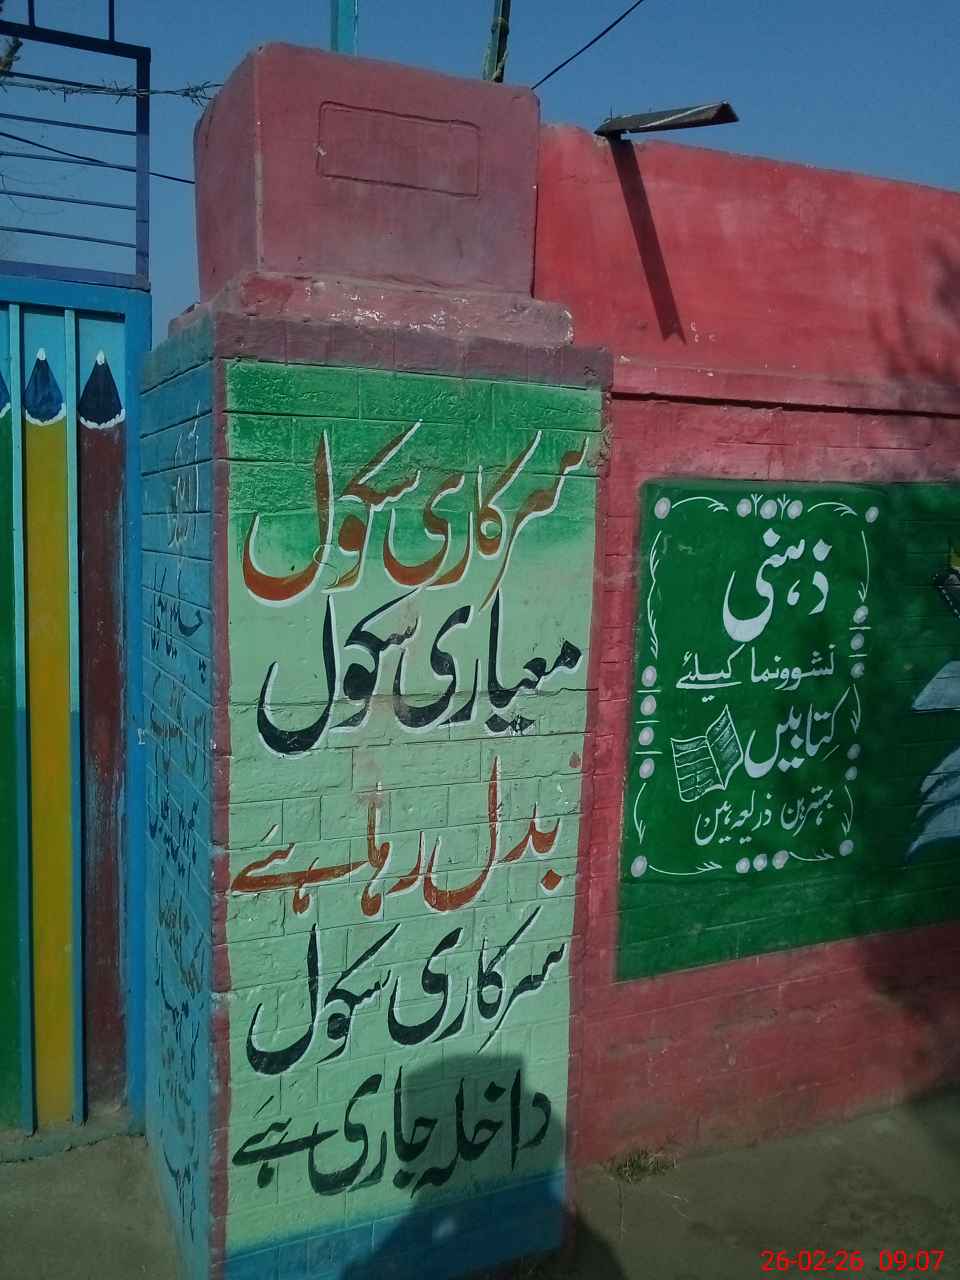 سرکاری سکول
معیاری سکول
بدل رہا ہے
سرکاری سکول
داخلہ جاری ہے
ذہنی
نشوونما کیلئے
کتابیں
بہترین ذریعہ ہیں
26-02-26 09:07